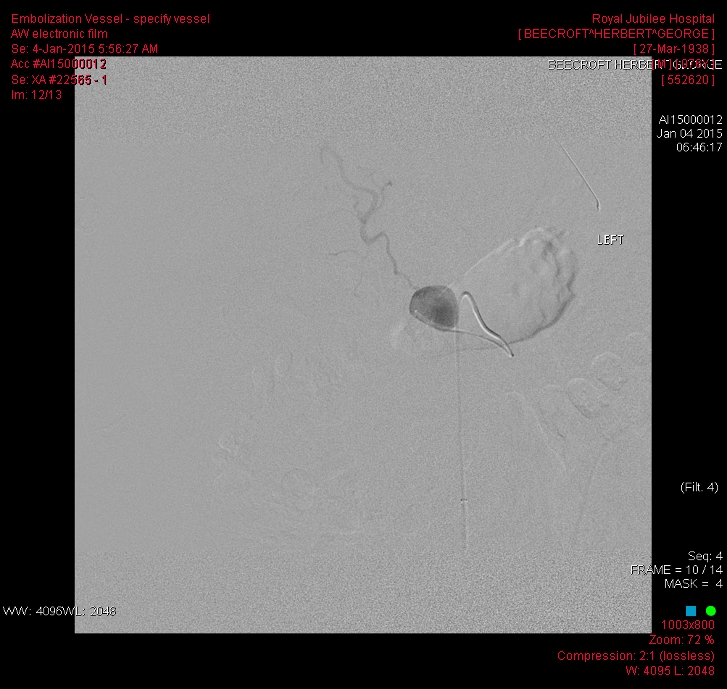 Embolization Vessel - specify vessel
AW electronic film
Se: 4-Jan-2015 5:56:27 AM
Acc #AI15000012
Se: XA #22565 - 1
Im: 12/13
Royal Jubilee Hospital
[ BEECROFT^HERBERT^GEORGE ]
[ 27-Mar-1938 ]
BEECROFT HERBERT GEORGE
[ 552620 ]
AI15000012
Jan 04 2015
05:46:17
LEFT
(Filt. 4)
Seq: 4
FRAME = 10 / 14
MASK = 4
WW: 4096WL: 2048
1003x800
Zoom: 72 %
Compression: 2:1 (lossless)
W: 4095 L: 2048